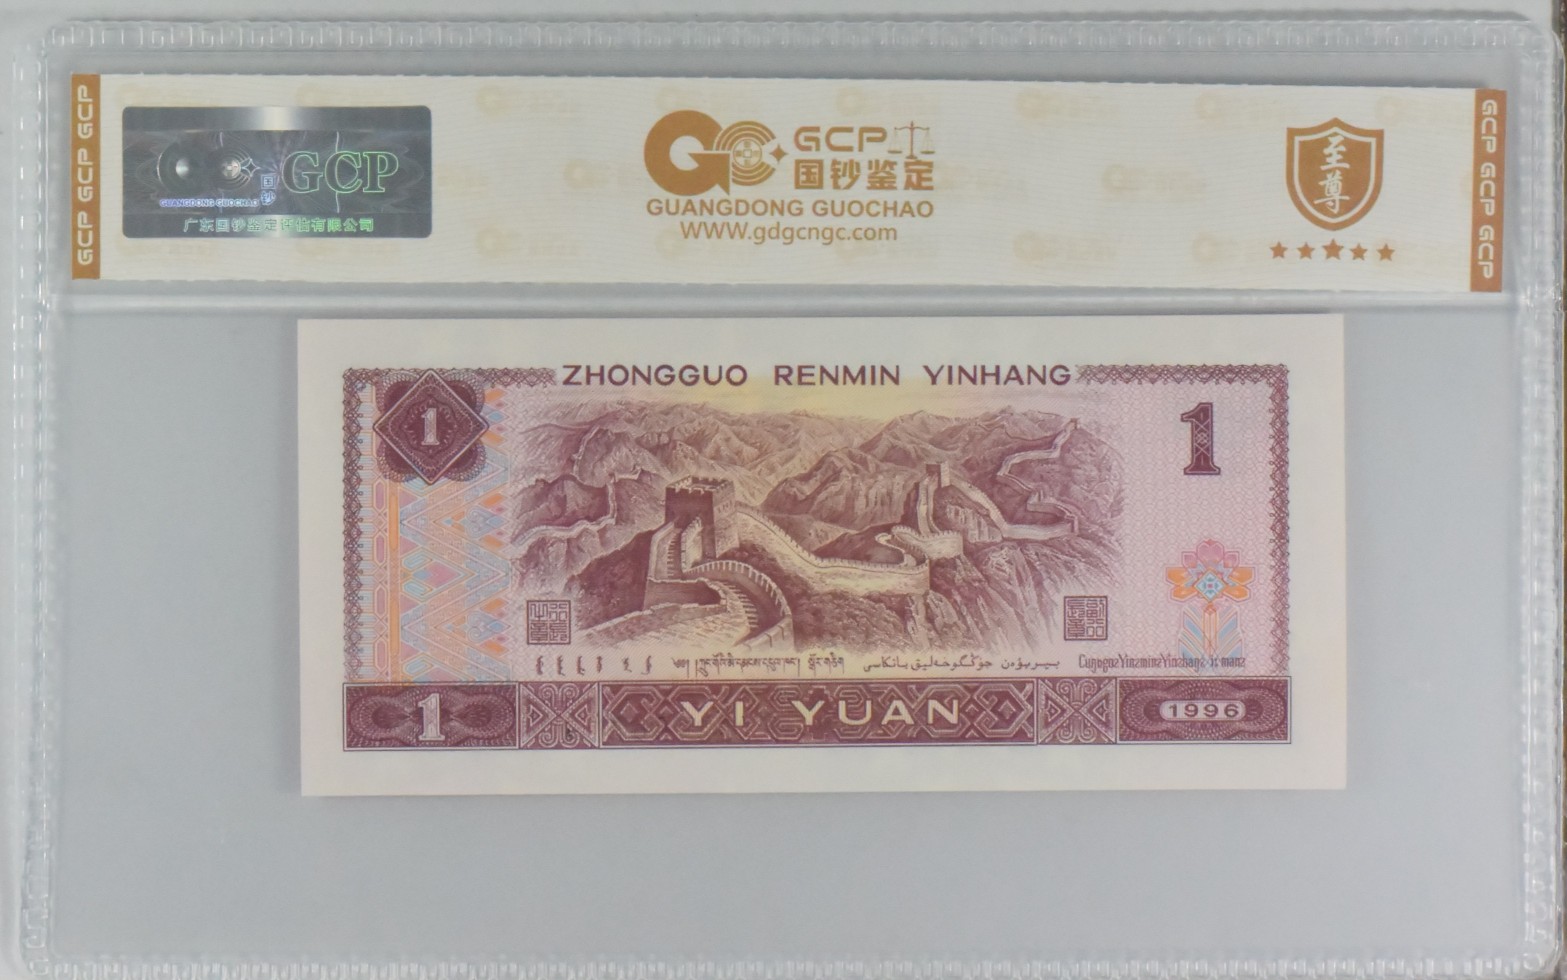 GCP GCP GCP
GCP
国钞
GUANGDONG GUOCHAO
广东国钞鉴定评估有限公司
GCP
国钞鉴定
GUANGDONG GUOCHAO
WWW.gdgcngc.com
至尊
GCP GCP GCP
ZHONGGUO RENMIN YINHANG
1
1
YI YUAN
1
1996